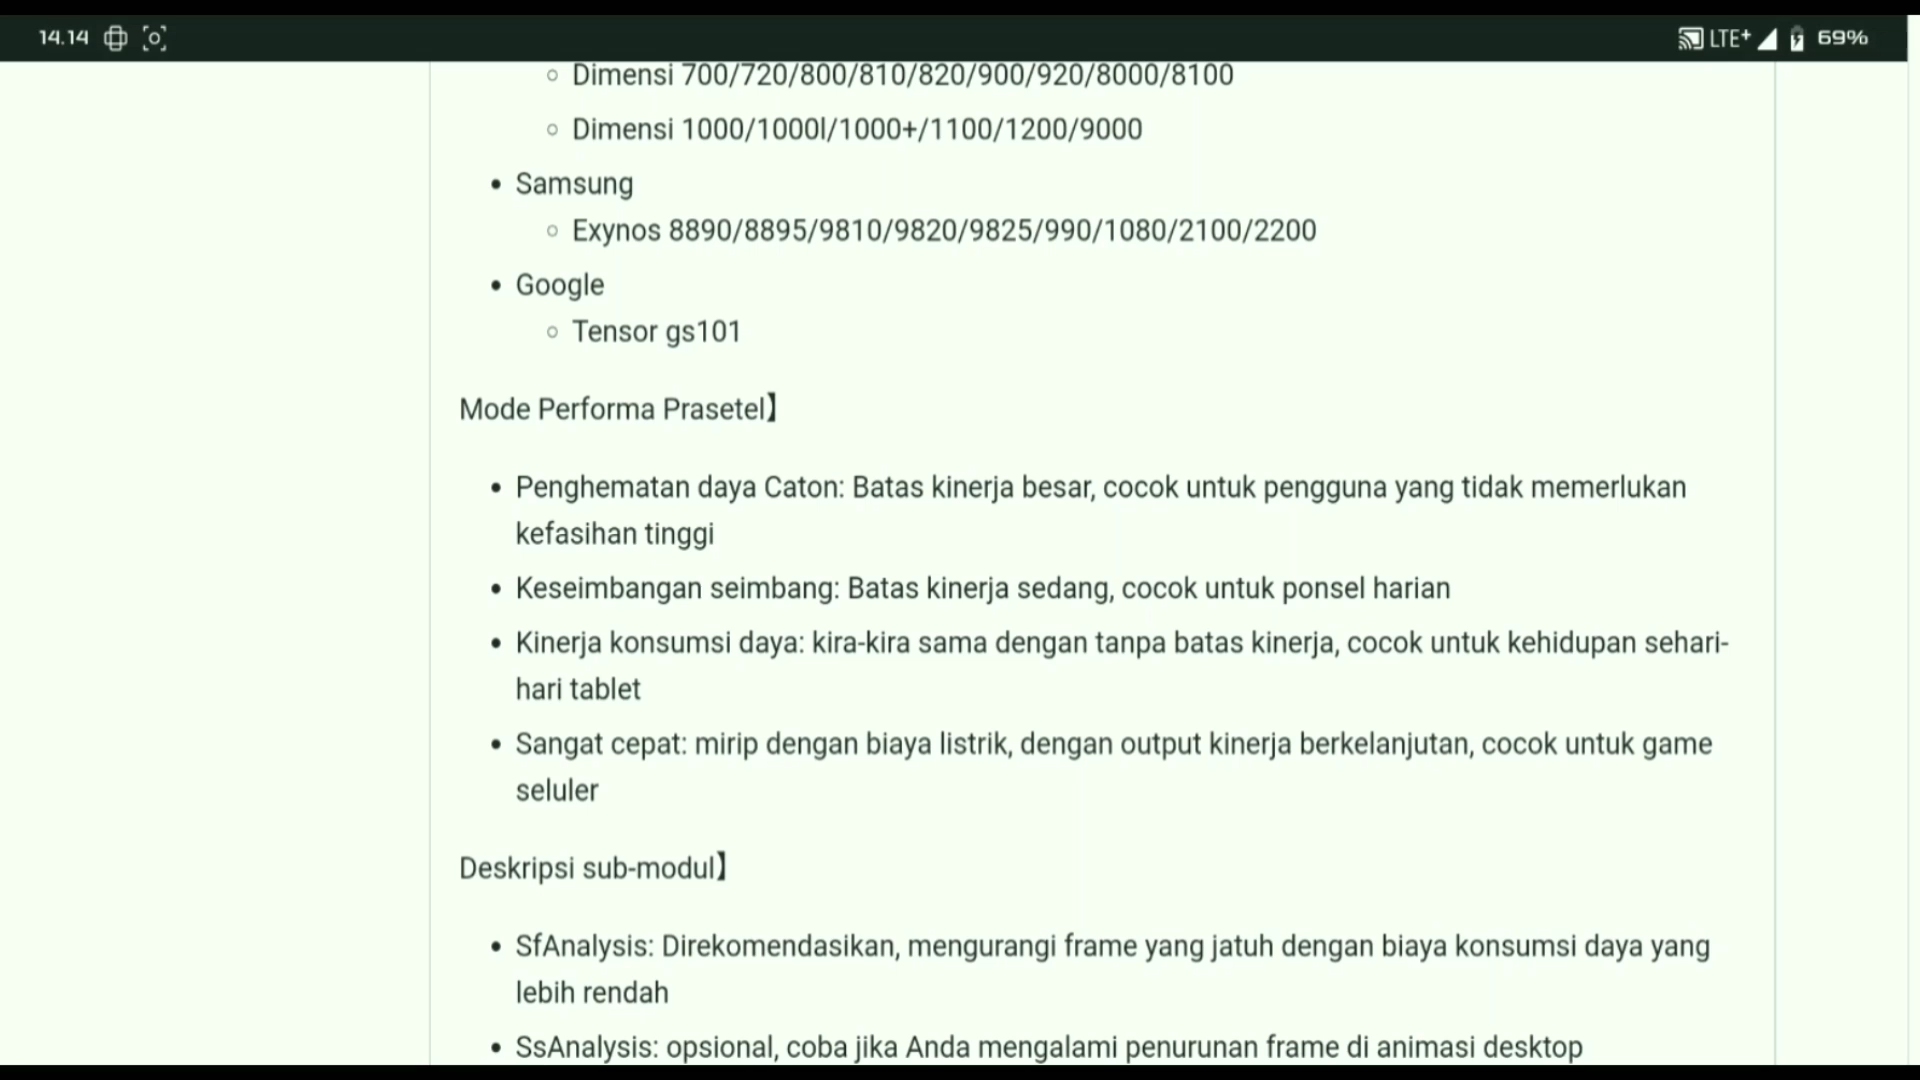 14.14
LTE+
69%
Dimensi 700/720/800/810/820/900/920/8000/8100
Dimensi 1000/1000l/1000+/1100/1200/9000
Samsung
Exynos 8890/8895/9810/9820/9825/990/1080/2100/2200
Google
Tensor gs101
Mode Performa Prasetel】
Penghematan daya Caton: Batas kinerja besar, cocok untuk pengguna yang tidak memerlukan
kefasihan tinggi
Keseimbangan seimbang: Batas kinerja sedang, cocok untuk ponsel harian
Kinerja konsumsi daya: kira-kira sama dengan tanpa batas kinerja, cocok untuk kehidupan sehari-
hari tablet
Sangat cepat: mirip dengan biaya listrik, dengan output kinerja berkelanjutan, cocok untuk game
seluler
Deskripsi sub-modul】
SfAnalysis: Direkomendasikan, mengurangi frame yang jatuh dengan biaya konsumsi daya yang
lebih rendah
SsAnalysis: opsional, coba jika Anda mengalami penurunan frame di animasi desktop